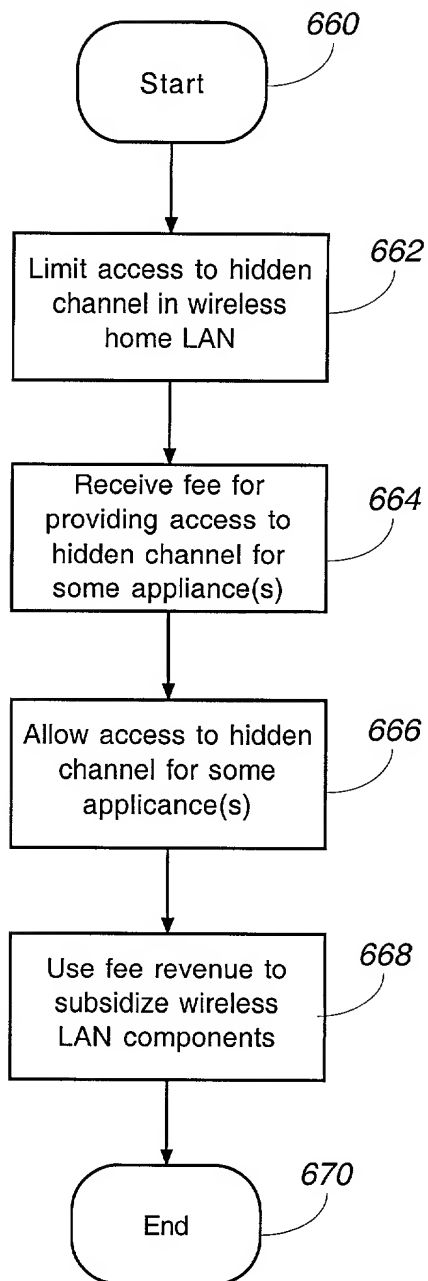 660
Start
662
Limit access to hidden
channel in wireless
home LAN
664
Receive fee for
providing access to
hidden channel for
some appliance(s)
666
Allow access to hidden
channel for some
applicance(s)
668
Use fee revenue to
subsidize wireless
LAN components
670
End